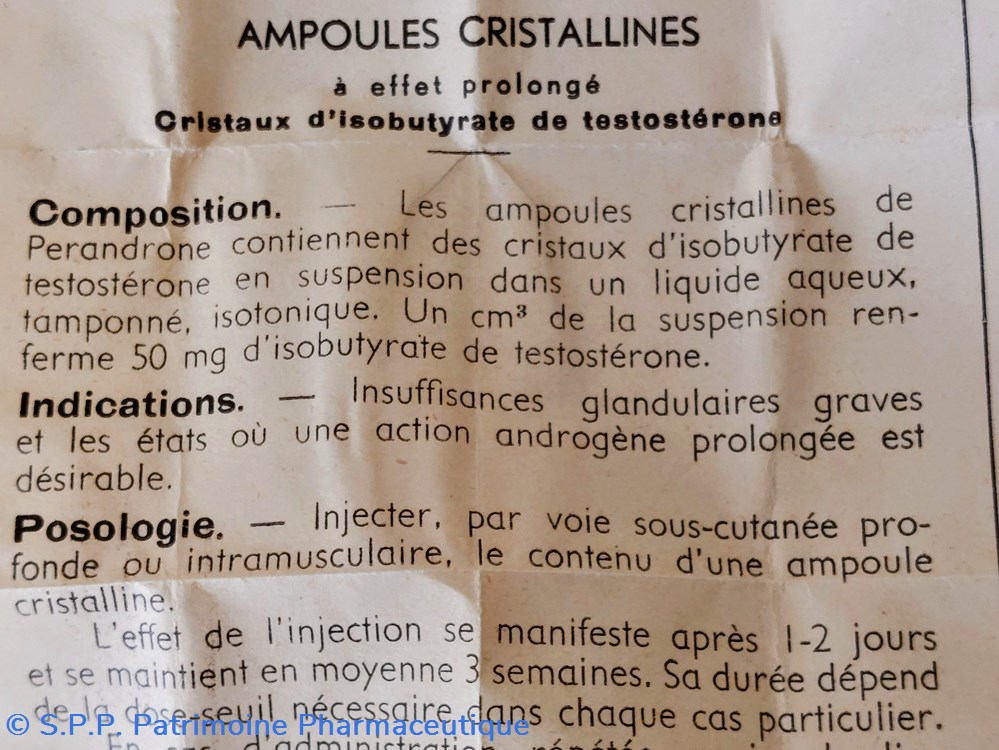 AMPOULES CRISTALLINES
à effet prolongé
Cristaux d'isobutyrate de testostérone
Composition. — Les ampoules cristallines de
Perandrone contiennent des cristaux d'isobutyrate de
testostérone en suspension dans un liquide aqueux,
tamponné, isotonique. Un cm³ de la suspension ren-
ferme 50 mg d'isobutyrate de testostérone.
Indications. — Insuffisances glandulaires graves
et les états où une action androgène prolongée est
désirable.
Posologie. — Injecter, par voie sous-cutanée pro-
fonde ou intramusculaire, le contenu d'une ampoule
cristalline.
L'effet de l'injection se manifeste après 1-2 jours
et se maintient en moyenne 3 semaines. Sa durée dépend
de la dose-seuil nécessaire dans chaque cas particulier.
© S.P.P. Patrimoine Pharmaceutique
En cas d'administration répétée